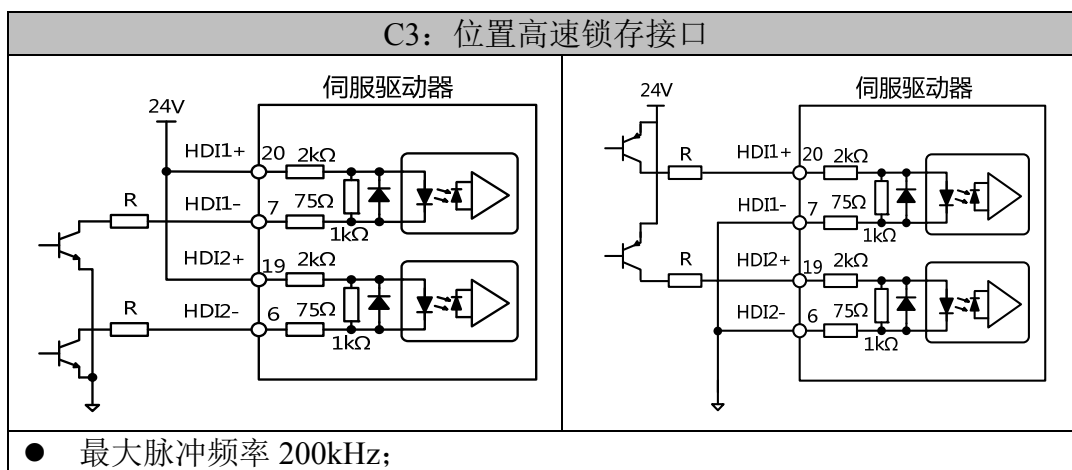 C3：位置高速锁存接口
伺服驱动器
24V
HDI1+
20
2kΩ
R
HDI1-
7
75Ω
1kΩ
HDI2+
19
2kΩ
R
HDI2-
6
75Ω
1kΩ
伺服驱动器
24V
R
HDI1+
20
2kΩ
HDI1-
7
75Ω
1kΩ
R
HDI2+
19
2kΩ
HDI2-
6
75Ω
1kΩ
● 最大脉冲频率 200kHz；